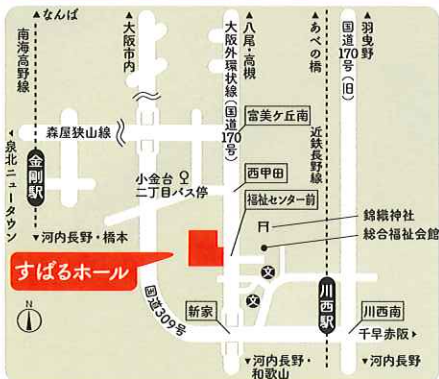 ▲なんば
南海高野線
▲大阪市内
▲八尾・高槻
大阪外環状線(国道170号)
▲あべの橋
近鉄長野線
▲羽曳野
国道170号(旧)
富美ケ丘南
森屋狭山線
◀泉北ニュータウン
金剛駅
小金台
二丁目バス停
西甲田
福祉センター前
錦織神社
総合福祉会館
▼河内長野・橋本
すばるホール
文
文
川西駅
N
国道309号
新家
川西南
千早赤阪▶
▼河内長野・
和歌山
▼河内長野